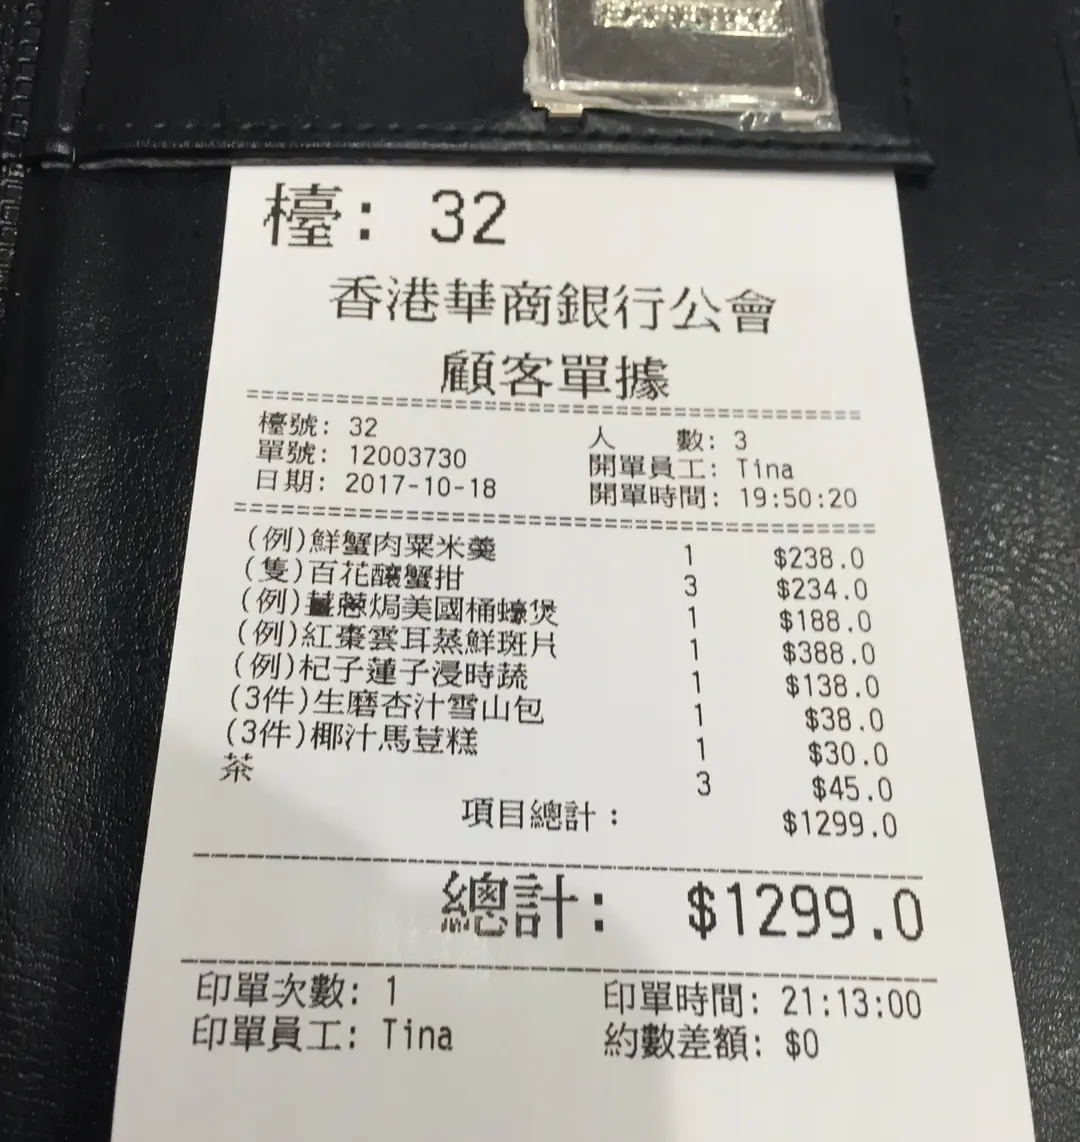 檯: 32
香港華商銀行公會
顧客單據
檯號: 32 人 數: 3
單號: 12003730 開單員工: Tina
日期: 2017-10-18 開單時間: 19:50:20
(例)鮮蟹肉粟米羹 1 $238.0
(隻)百花釀蟹拑 3 $234.0
(例)薑蔥焗美國桶蠔煲 1 $188.0
(例)紅棗雲耳蒸鮮斑片 1 $388.0
(例)杞子蓮子浸時蔬 1 $138.0
(3件)生磨杏汁雪山包 1 $38.0
(3件)椰汁馬荳糕 1 $30.0
茶 3 $45.0
項目總計: $1299.0
總計: $1299.0
印單次數: 1 印單時間: 21:13:00
印單員工: Tina 約數差額: $0